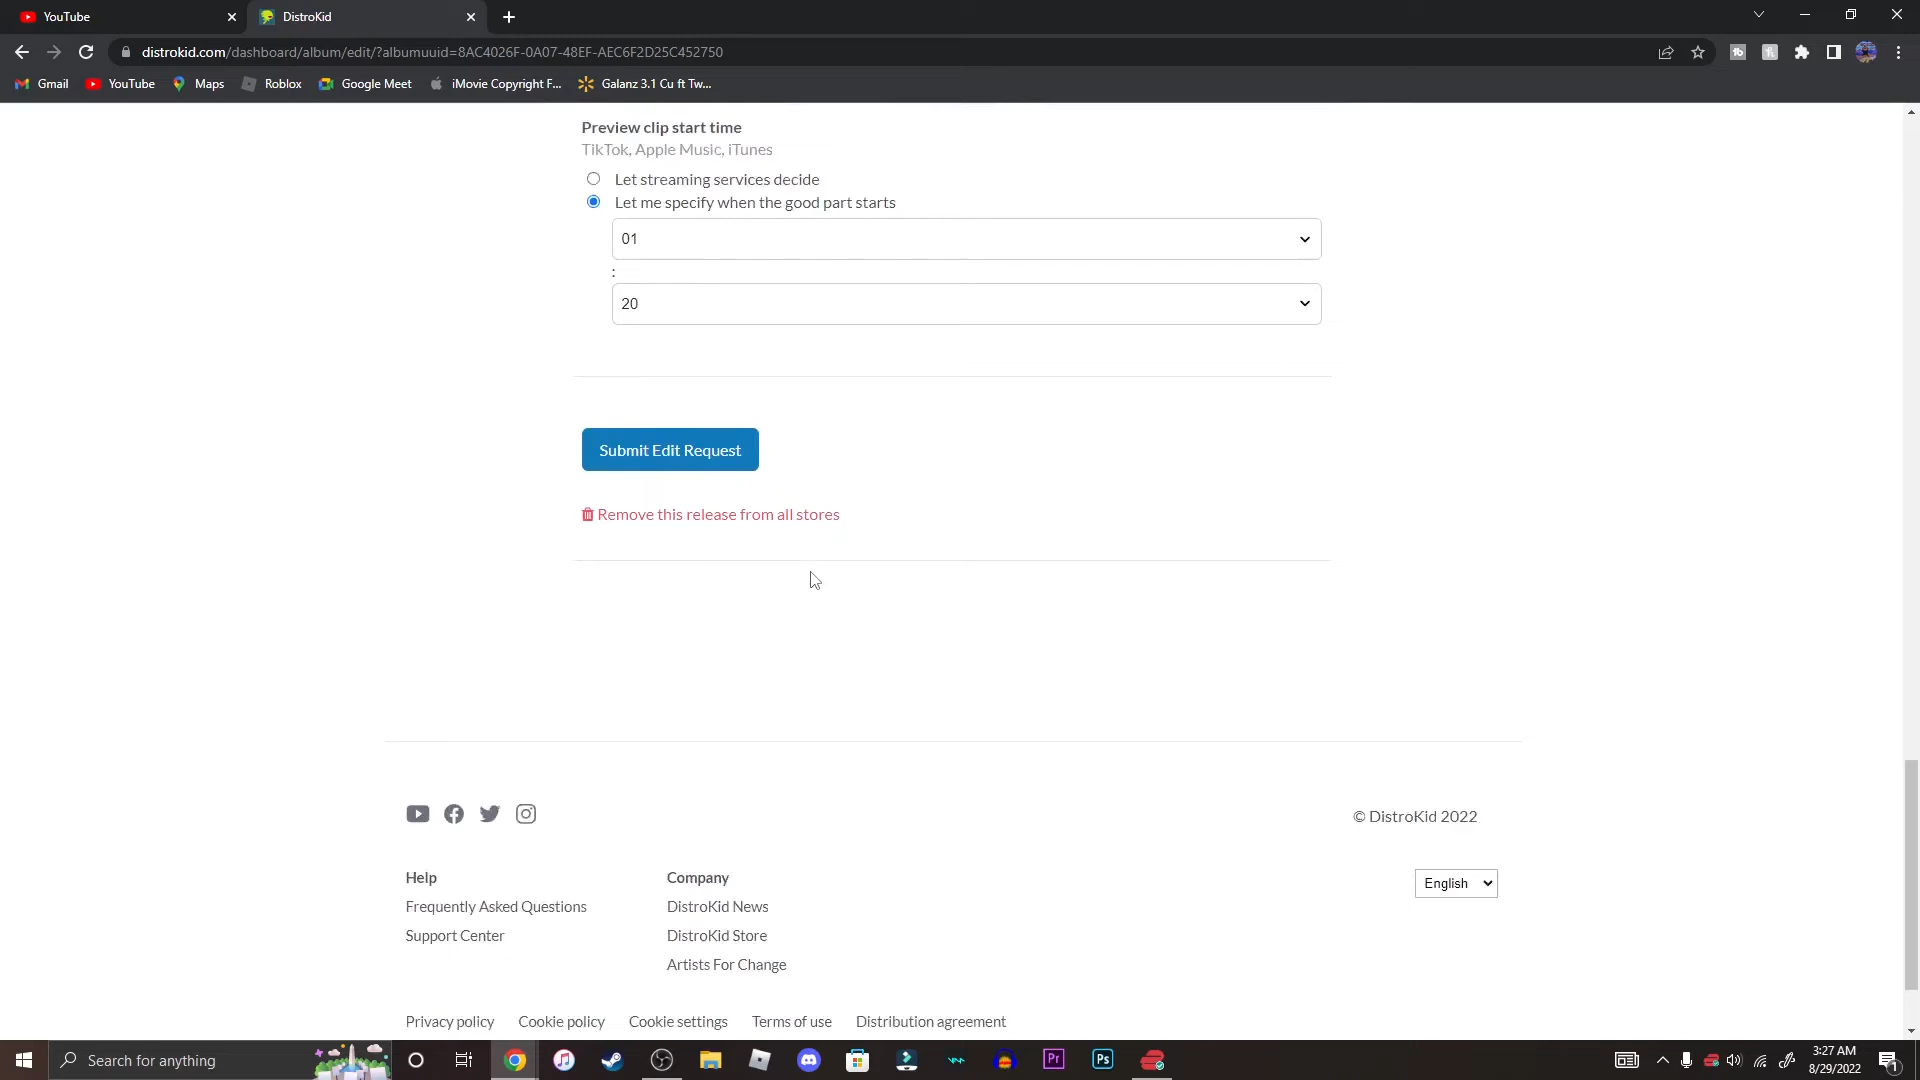 YouTube
DistroKid
distrokid.com/dashboard/album/edit/?albumuuid=8AC4026F-0A07-48EF-AEC6F2D25C452750
Gmail YouTube Maps Roblox Google Meet iMovie Copyright F... Galanz 3.1 Cu ft Tw...
Preview clip start time
TikTok, Apple Music, iTunes
Let streaming services decide
Let me specify when the good part starts
01
:
20
Submit Edit Request
Remove this release from all stores
© DistroKid 2022
Help Company
English
Frequently Asked Questions DistroKid News
Support Center DistroKid Store
Artists For Change
Privacy policy Cookie policy Cookie settings Terms of use Distribution agreement
Search for anything
Pr Ps
3:27 AM
8/29/2022
1